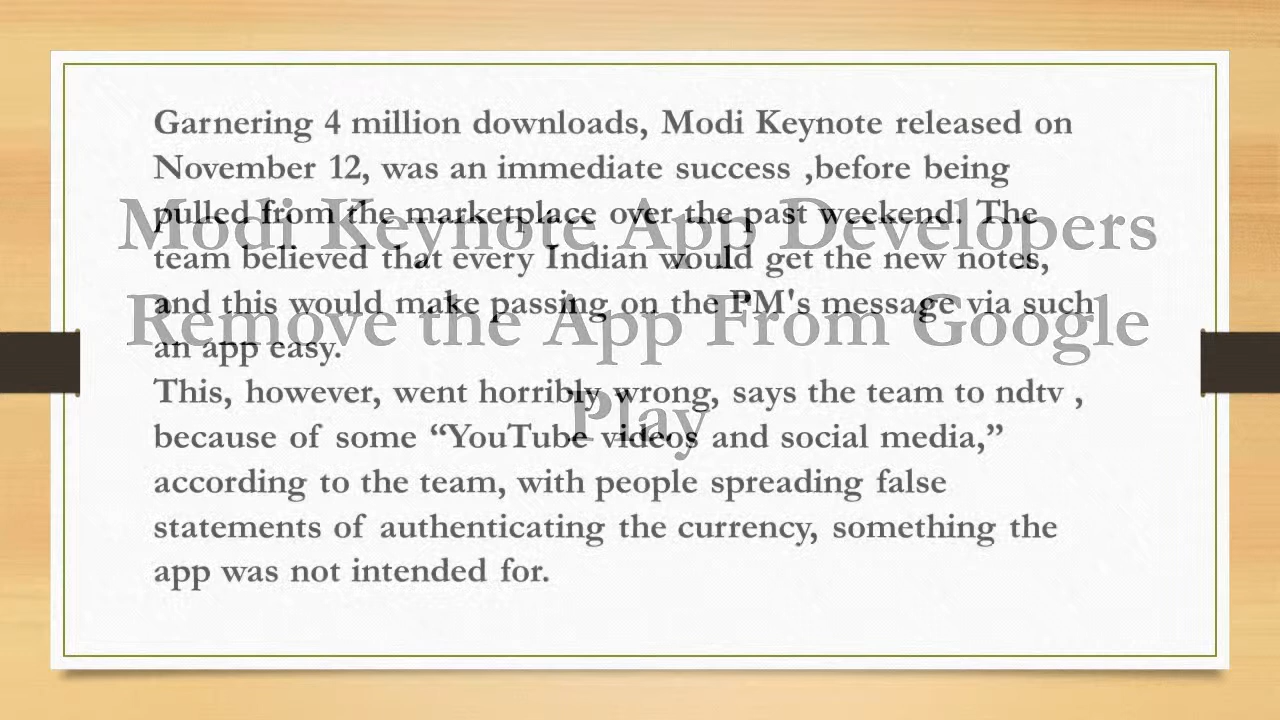 Garnering 4 million downloads, Modi Keynote released on
November 12, was an immediate success ,before being
pulled from the marketplace over the past weekend. The
team believed that every Indian would get the new notes,
and this would make passing on the PM's message via such
an app easy.
This, however, went horribly wrong, says the team to ndtv ,
because of some “YouTube videos and social media,”
according to the team, with people spreading false
statements of authenticating the currency, something the
app was not intended for.
Modi Keynote App Developers
Remove the App From Google
Play